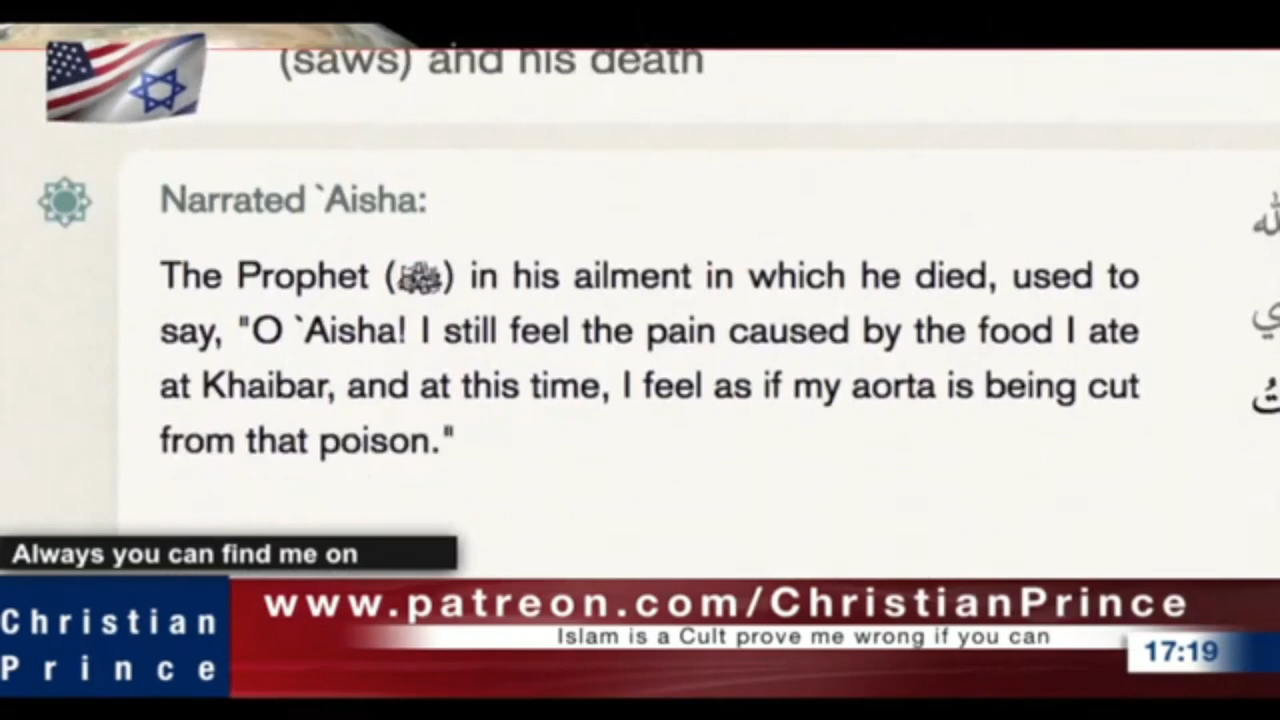 (saws) and his death
Narrated `Aisha:
The Prophet (ﷺ) in his ailment in which he died, used to
say, "O `Aisha! I still feel the pain caused by the food I ate
at Khaibar, and at this time, I feel as if my aorta is being cut
from that poison."
Always you can find me on
www.patreon.com/ChristianPrince
Christian
Prince
Islam is a Cult prove me wrong if you can
17:19